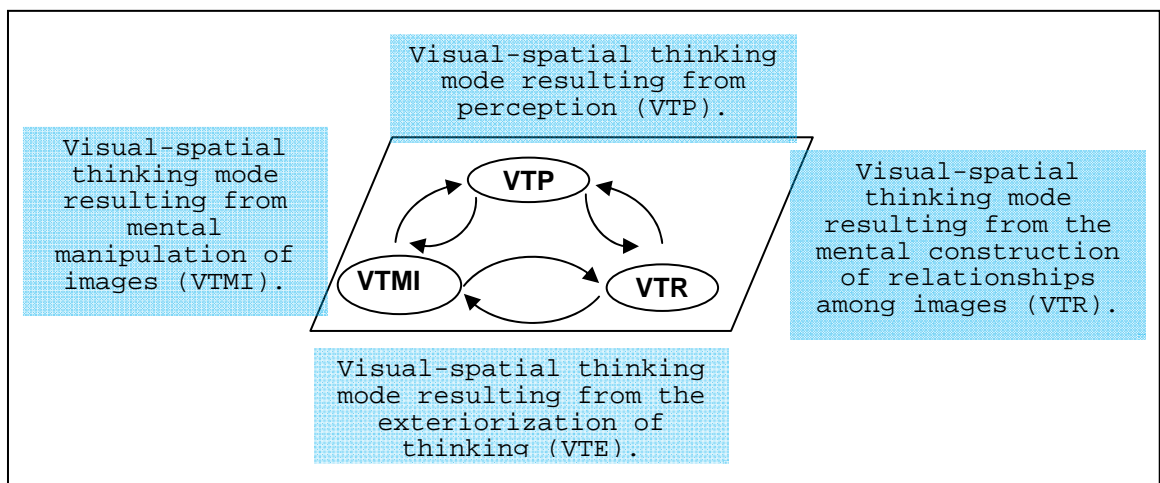 Visual-spatial thinking
mode resulting from
perception (VTP).
Visual-spatial
thinking mode
resulting from
mental
manipulation of
images (VTMI).
VTP
VTMI
VTR
Visual-spatial
thinking mode
resulting from the
mental construction
of relationships
among images (VTR).
Visual-spatial thinking
mode resulting from the
exteriorization of
thinking (VTE).